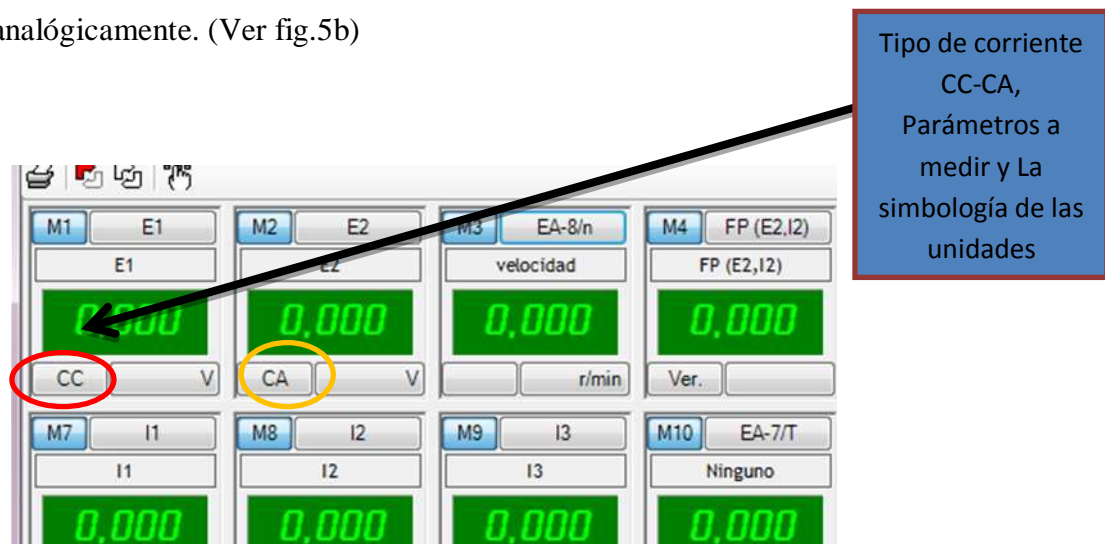 analógicamente. (Ver fig.5b)
Tipo de corriente
CC-CA,
Parámetros a
medir y La
simbología de las
unidades
M1 E1 M2 E2 M3 EA-8/n M4 FP (E2,I2)
E1 E2 velocidad FP (E2,I2)
0,000 0,000 0,000 0,000
CC V CA V r/min Ver.
M7 I1 M8 I2 M9 I3 M10 EA-7/T
I1 I2 I3 Ninguno
0,000 0,000 0,000 0,000